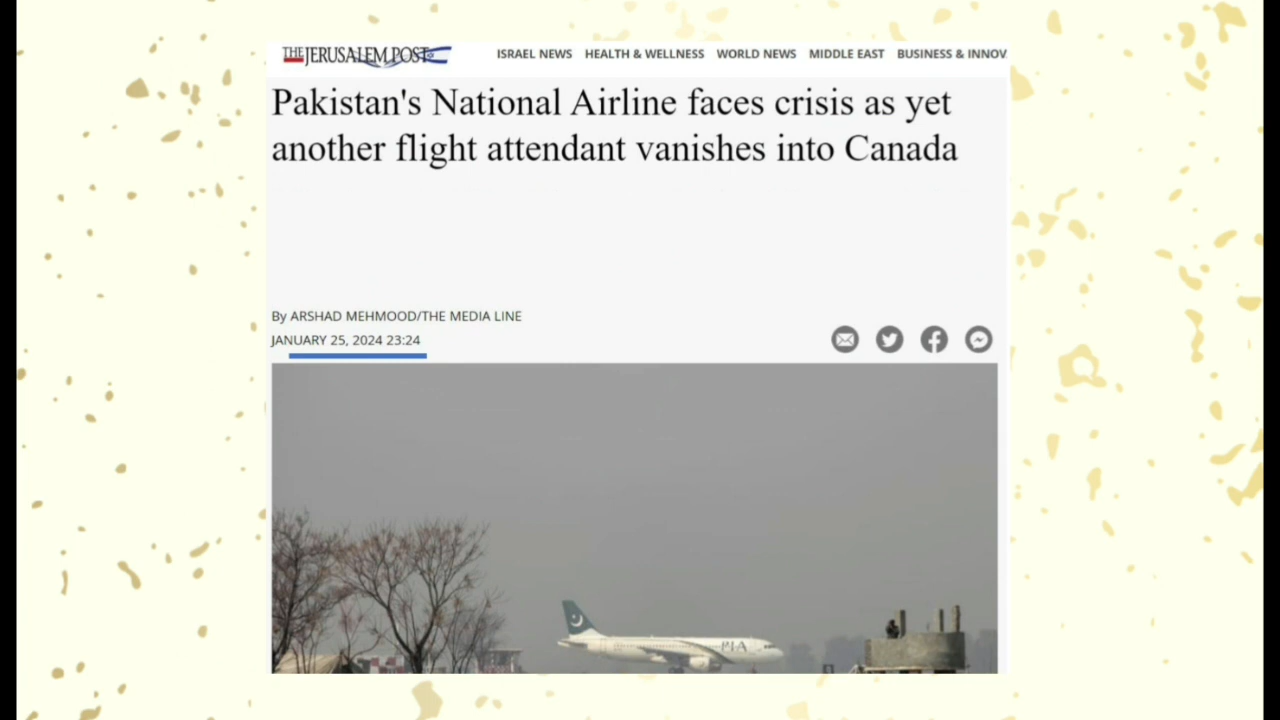 THE JERUSALEM POST ISRAEL NEWS HEALTH & WELLNESS WORLD NEWS MIDDLE EAST BUSINESS & INNOV
Pakistan's National Airline faces crisis as yet
another flight attendant vanishes into Canada
By ARSHAD MEHMOOD/THE MEDIA LINE
JANUARY 25, 2024 23:24
PIA